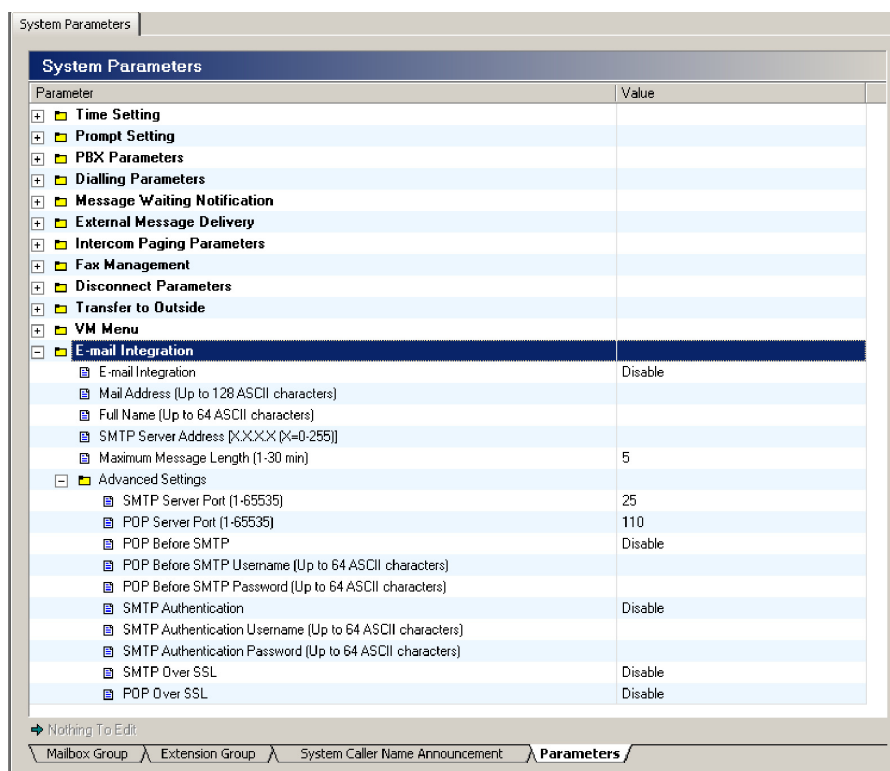 System Parameters
System Parameters
Parameter Value
Time Setting
Prompt Setting
PBX Parameters
Dialling Parameters
Message Waiting Notification
External Message Delivery
Intercom Paging Parameters
Fax Management
Disconnect Parameters
Transfer to Outside
VM Menu
E-mail Integration
E-mail Integration Disable
Mail Address (Up to 128 ASCII characters)
Full Name (Up to 64 ASCII characters)
SMTP Server Address [X.X.X.X (X=0-255)]
Maximum Message Length (1-30 min) 5
Advanced Settings
SMTP Server Port (1-65535) 25
POP Server Port (1-65535) 110
POP Before SMTP Disable
POP Before SMTP Username (Up to 64 ASCII characters)
POP Before SMTP Password (Up to 64 ASCII characters)
SMTP Authentication Disable
SMTP Authentication Username (Up to 64 ASCII characters)
SMTP Authentication Password (Up to 64 ASCII characters)
SMTP Over SSL Disable
POP Over SSL Disable
Nothing To Edit
Mailbox Group Extension Group System Caller Name Announcement Parameters